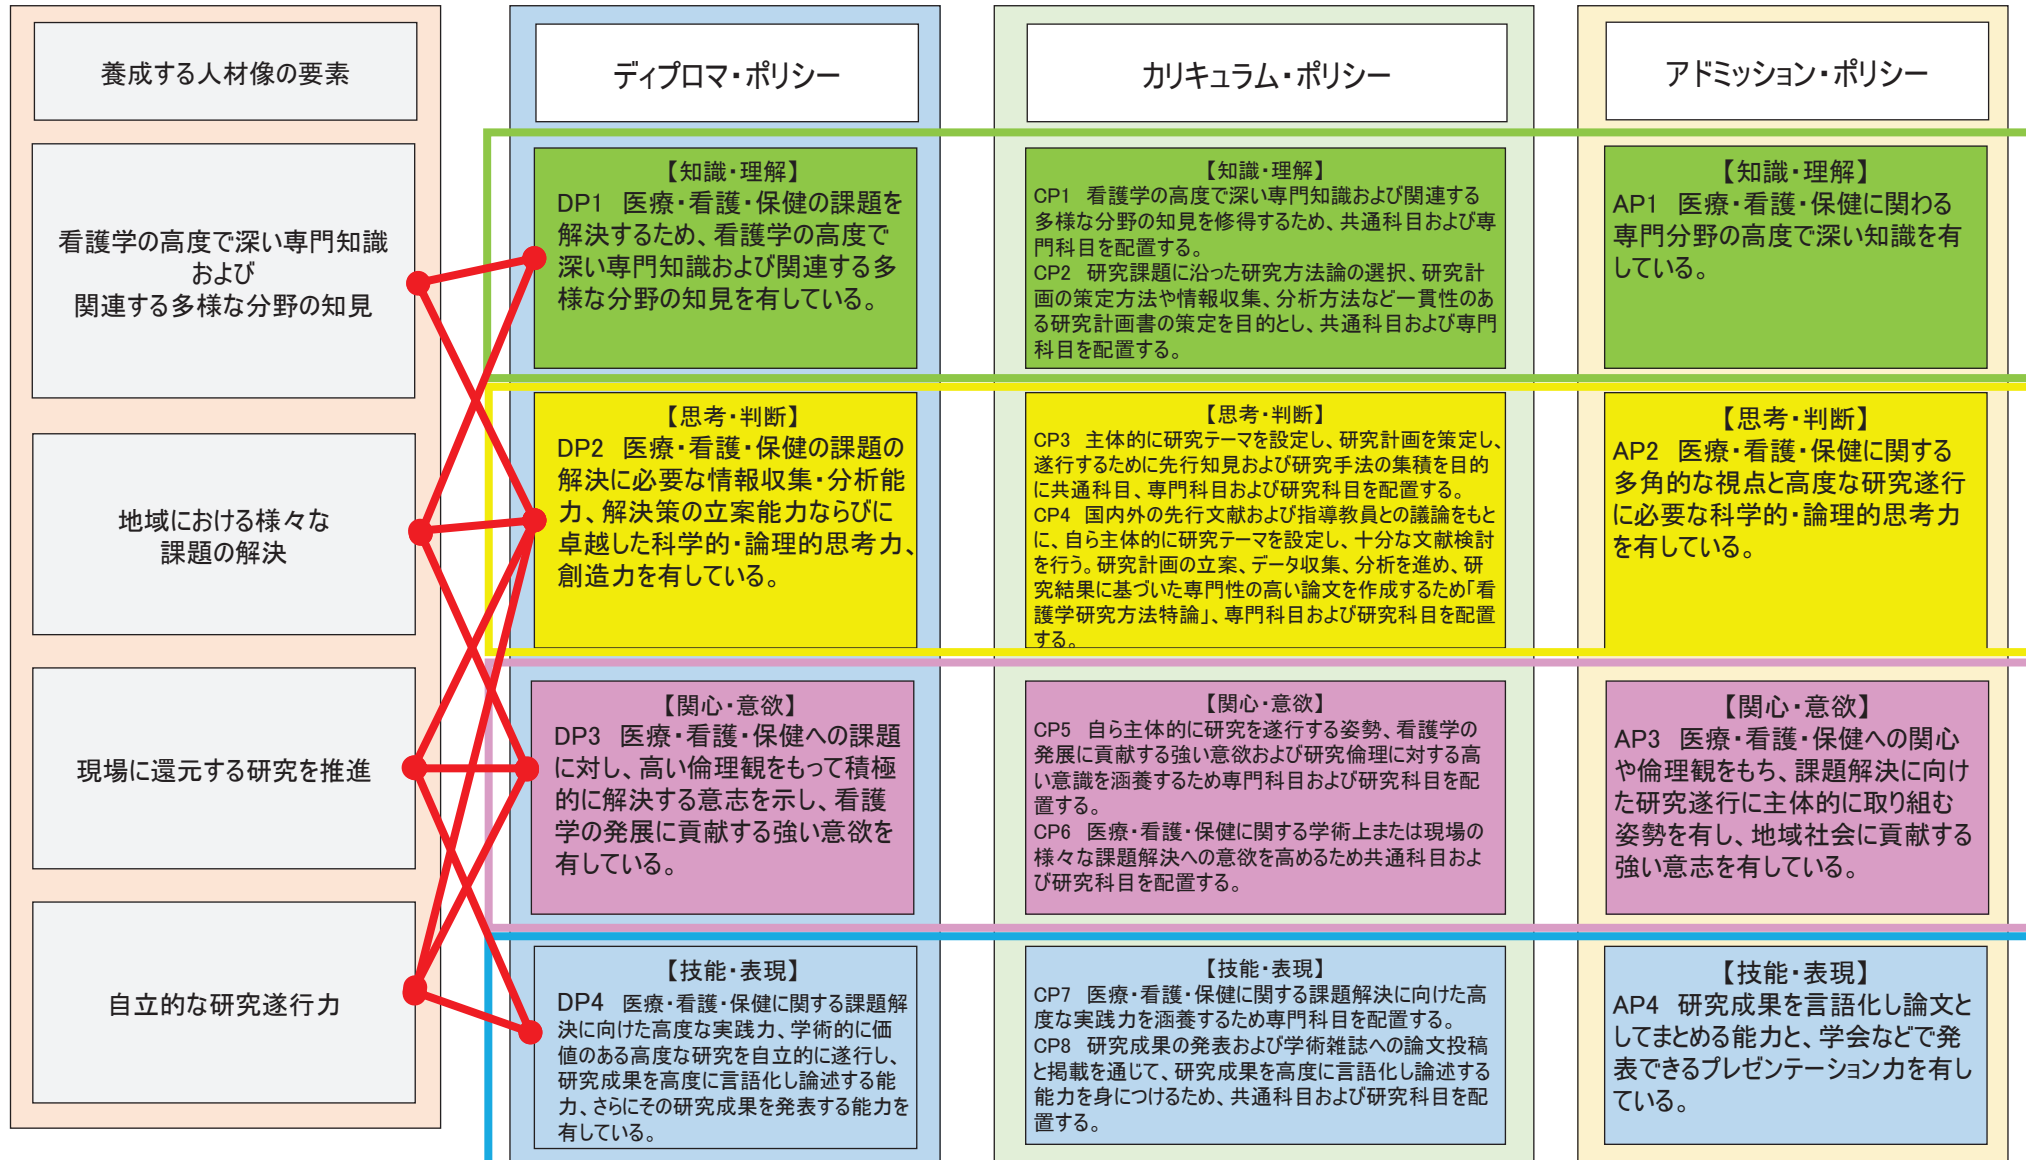 養成する人材像の要素
看護学の高度で深い専門知識
および
関連する多様な分野の知見
地域における様々な
課題の解決
現場に還元する研究を推進
自立的な研究遂行力
ディプロマ・ポリシー
【知識・理解】
DP1 医療・看護・保健の課題を
解決するため、看護学の高度で
深い専門知識および関連する多
様な分野の知見を有している。
【思考・判断】
DP2 医療・看護・保健の課題の
解決に必要な情報収集・分析能
力、解決策の立案能力ならびに
卓越した科学的・論理的思考力、
創造力を有している。
【関心・意欲】
DP3 医療・看護・保健への課題
に対し、高い倫理観をもって積極
的に解決する意志を示し、看護
学の発展に貢献する強い意欲を
有している。
【技能・表現】
DP4 医療・看護・保健に関する課題解
決に向けた高度な実践力、学術的に価
値のある高度な研究を自立的に遂行し、
研究成果を高度に言語化し論述する能
力、さらにその研究成果を発表する能力を
有している。
カリキュラム・ポリシー
【知識・理解】
CP1 看護学の高度で深い専門知識および関連する
多様な分野の知見を修得するため、共通科目および専
門科目を配置する。
CP2 研究課題に沿った研究方法論の選択、研究計
画の策定方法や情報収集、分析方法など一貫性のあ
る研究計画書の策定を目的とし、共通科目および専門
科目を配置する。
【思考・判断】
CP3 主体的に研究テーマを設定し、研究計画を策定し、
遂行するために先行知見および研究手法の集積を目的
に共通科目、専門科目および研究科目を配置する。
CP4 国内外の先行文献および指導教員との議論をもと
に、自ら主体的に研究テーマを設定し、十分な文献検討
を行う。研究計画の立案、データ収集、分析を進め、研
究結果に基づいた専門性の高い論文を作成するため「看
護学研究方法特論」、専門科目および研究科目を配置
する。
【関心・意欲】
CP5 自ら主体的に研究を遂行する姿勢、看護学の
発展に貢献する強い意欲および研究倫理に対する高
い意識を涵養するため専門科目および研究科目を配
置する。
CP6 医療・看護・保健に関する学術上または現場の
様々な課題解決への意欲を高めるため共通科目およ
び研究科目を配置する。
【技能・表現】
CP7 医療・看護・保健に関する課題解決に向けた高
度な実践力を涵養するため専門科目を配置する。
CP8 研究成果の発表および学術雑誌への論文投稿
と掲載を通じて、研究成果を高度に言語化し論述する
能力を身につけるため、共通科目および研究科目を配
置する。
アドミッション・ポリシー
【知識・理解】
AP1 医療・看護・保健に関わる
専門分野の高度で深い知識を有
している。
【思考・判断】
AP2 医療・看護・保健に関する
多角的な視点と高度な研究遂行
に必要な科学的・論理的思考力
を有している。
【関心・意欲】
AP3 医療・看護・保健への関心
や倫理観をもち、課題解決に向け
た研究遂行に主体的に取り組む
姿勢を有し、地域社会に貢献する
強い意志を有している。
【技能・表現】
AP4 研究成果を言語化し論文と
してまとめる能力と、学会などで発
表できるプレゼンテーション力を有し
ている。